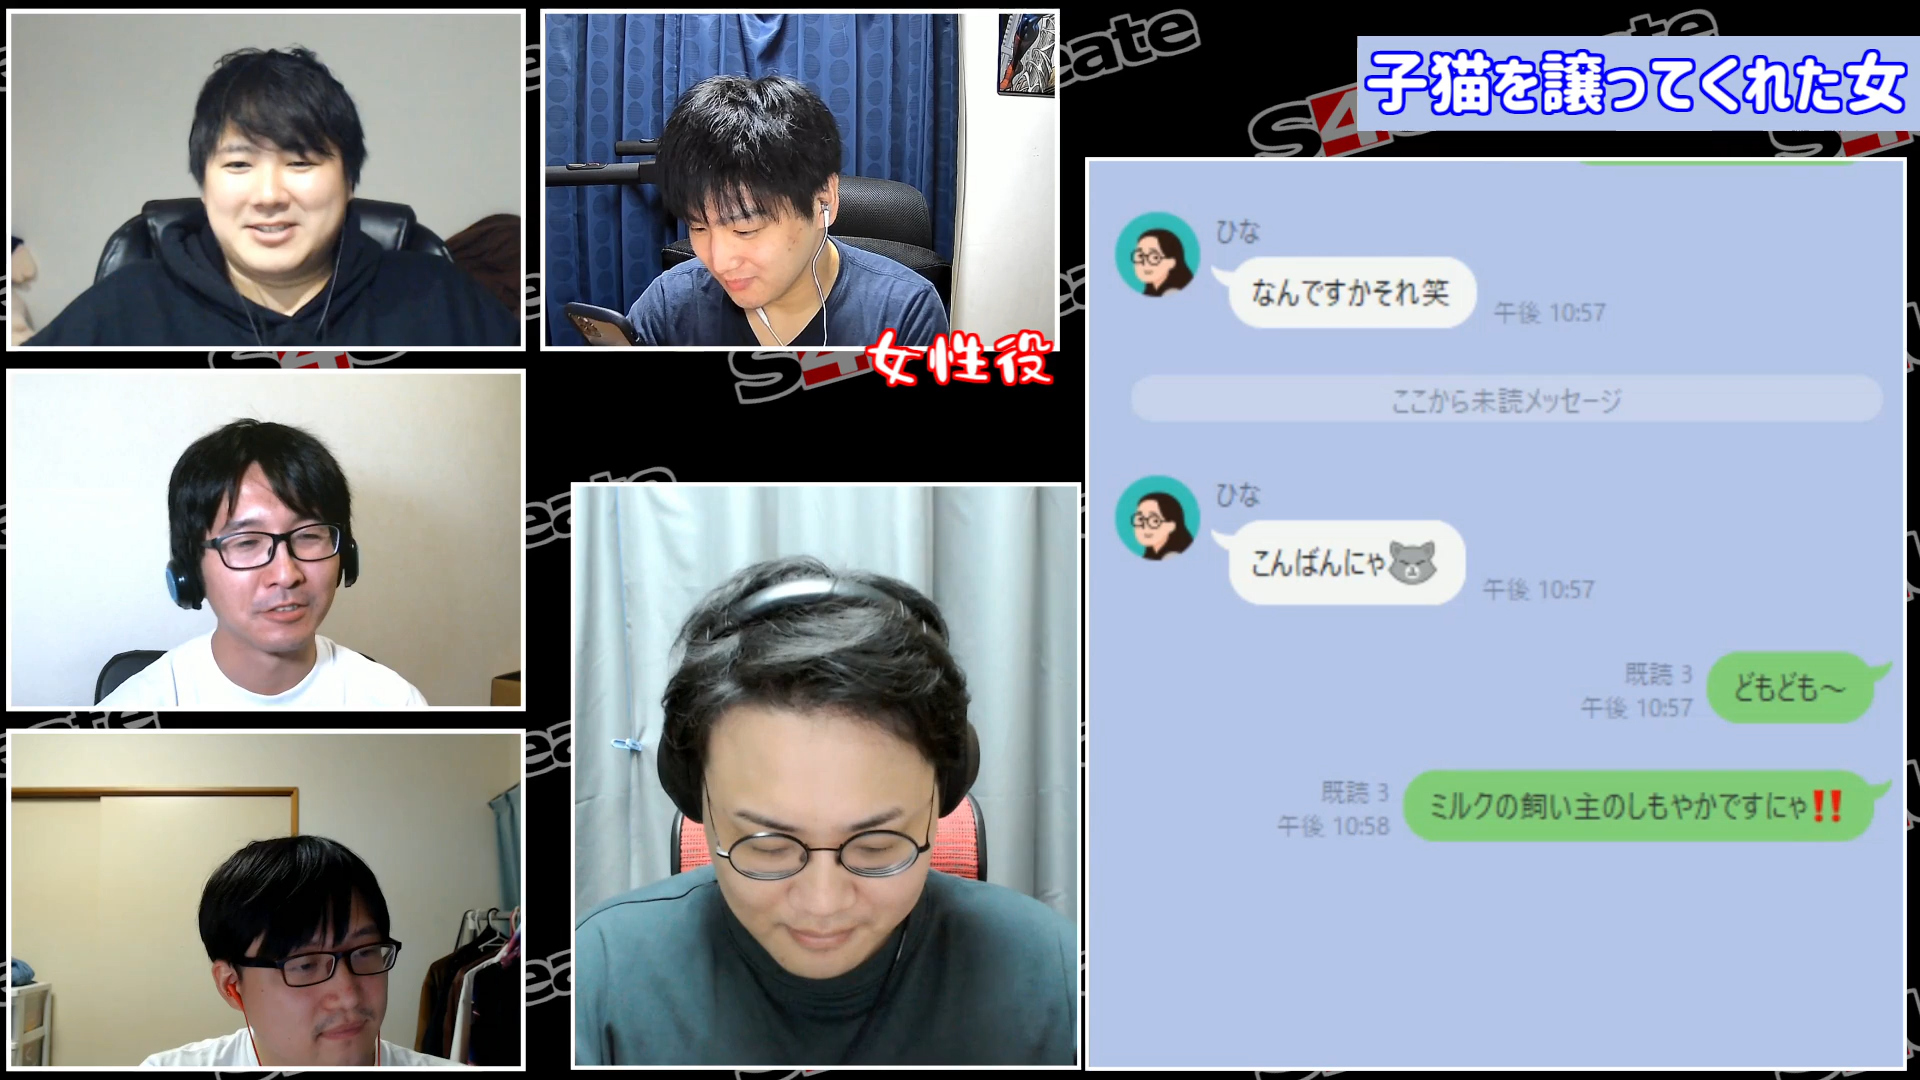 子猫を譲ってくれた女
女性役
ひな
なんですかそれ笑
午後 10:57
ここから未読メッセージ
ひな
こんばんにゃ
午後 10:57
既読 3
午後 10:57
どもども～
既読 3
午後 10:58
ミルクの飼い主のしもやかですにゃ‼